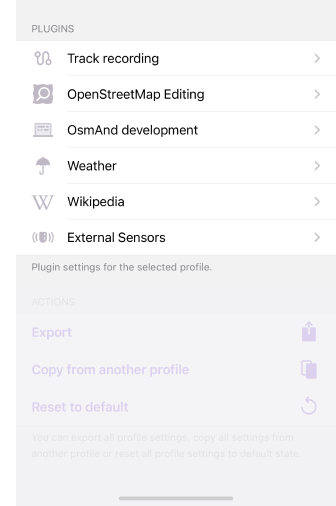 PLUGINS
Track recording
OpenStreetMap Editing
OsmAnd development
Weather
Wikipedia
External Sensors
Plugin settings for the selected profile.
ACTIONS
Export
Copy from another profile
Reset to default
You can export all profile settings, copy all settings from
another profile or reset all profile settings to default state.